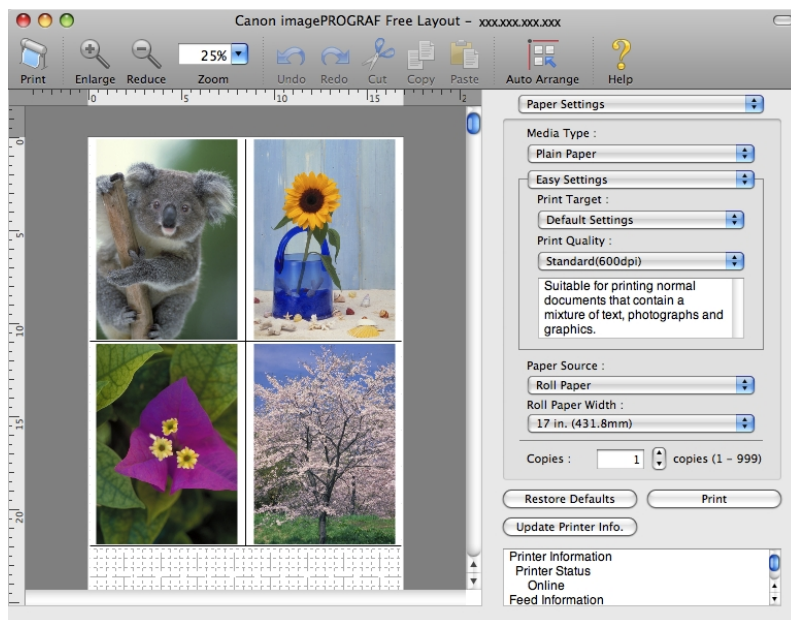 Canon imagePROGRAF Free Layout – xxx.xxx.xxx.xxx
25%
Print Enlarge Reduce Zoom Undo Redo Cut Copy Paste Auto Arrange Help
0 5 10 15 2
0
5
10
15
20
Paper Settings
Media Type :
Plain Paper
Easy Settings
Print Target :
Default Settings
Print Quality :
Standard(600dpi)
Suitable for printing normal
documents that contain a
mixture of text, photographs and
graphics.
Paper Source :
Roll Paper
Roll Paper Width :
17 in. (431.8mm)
Copies : 1 copies (1 – 999)
Restore Defaults Print
Update Printer Info.
Printer Information
Printer Status
Online
Feed Information